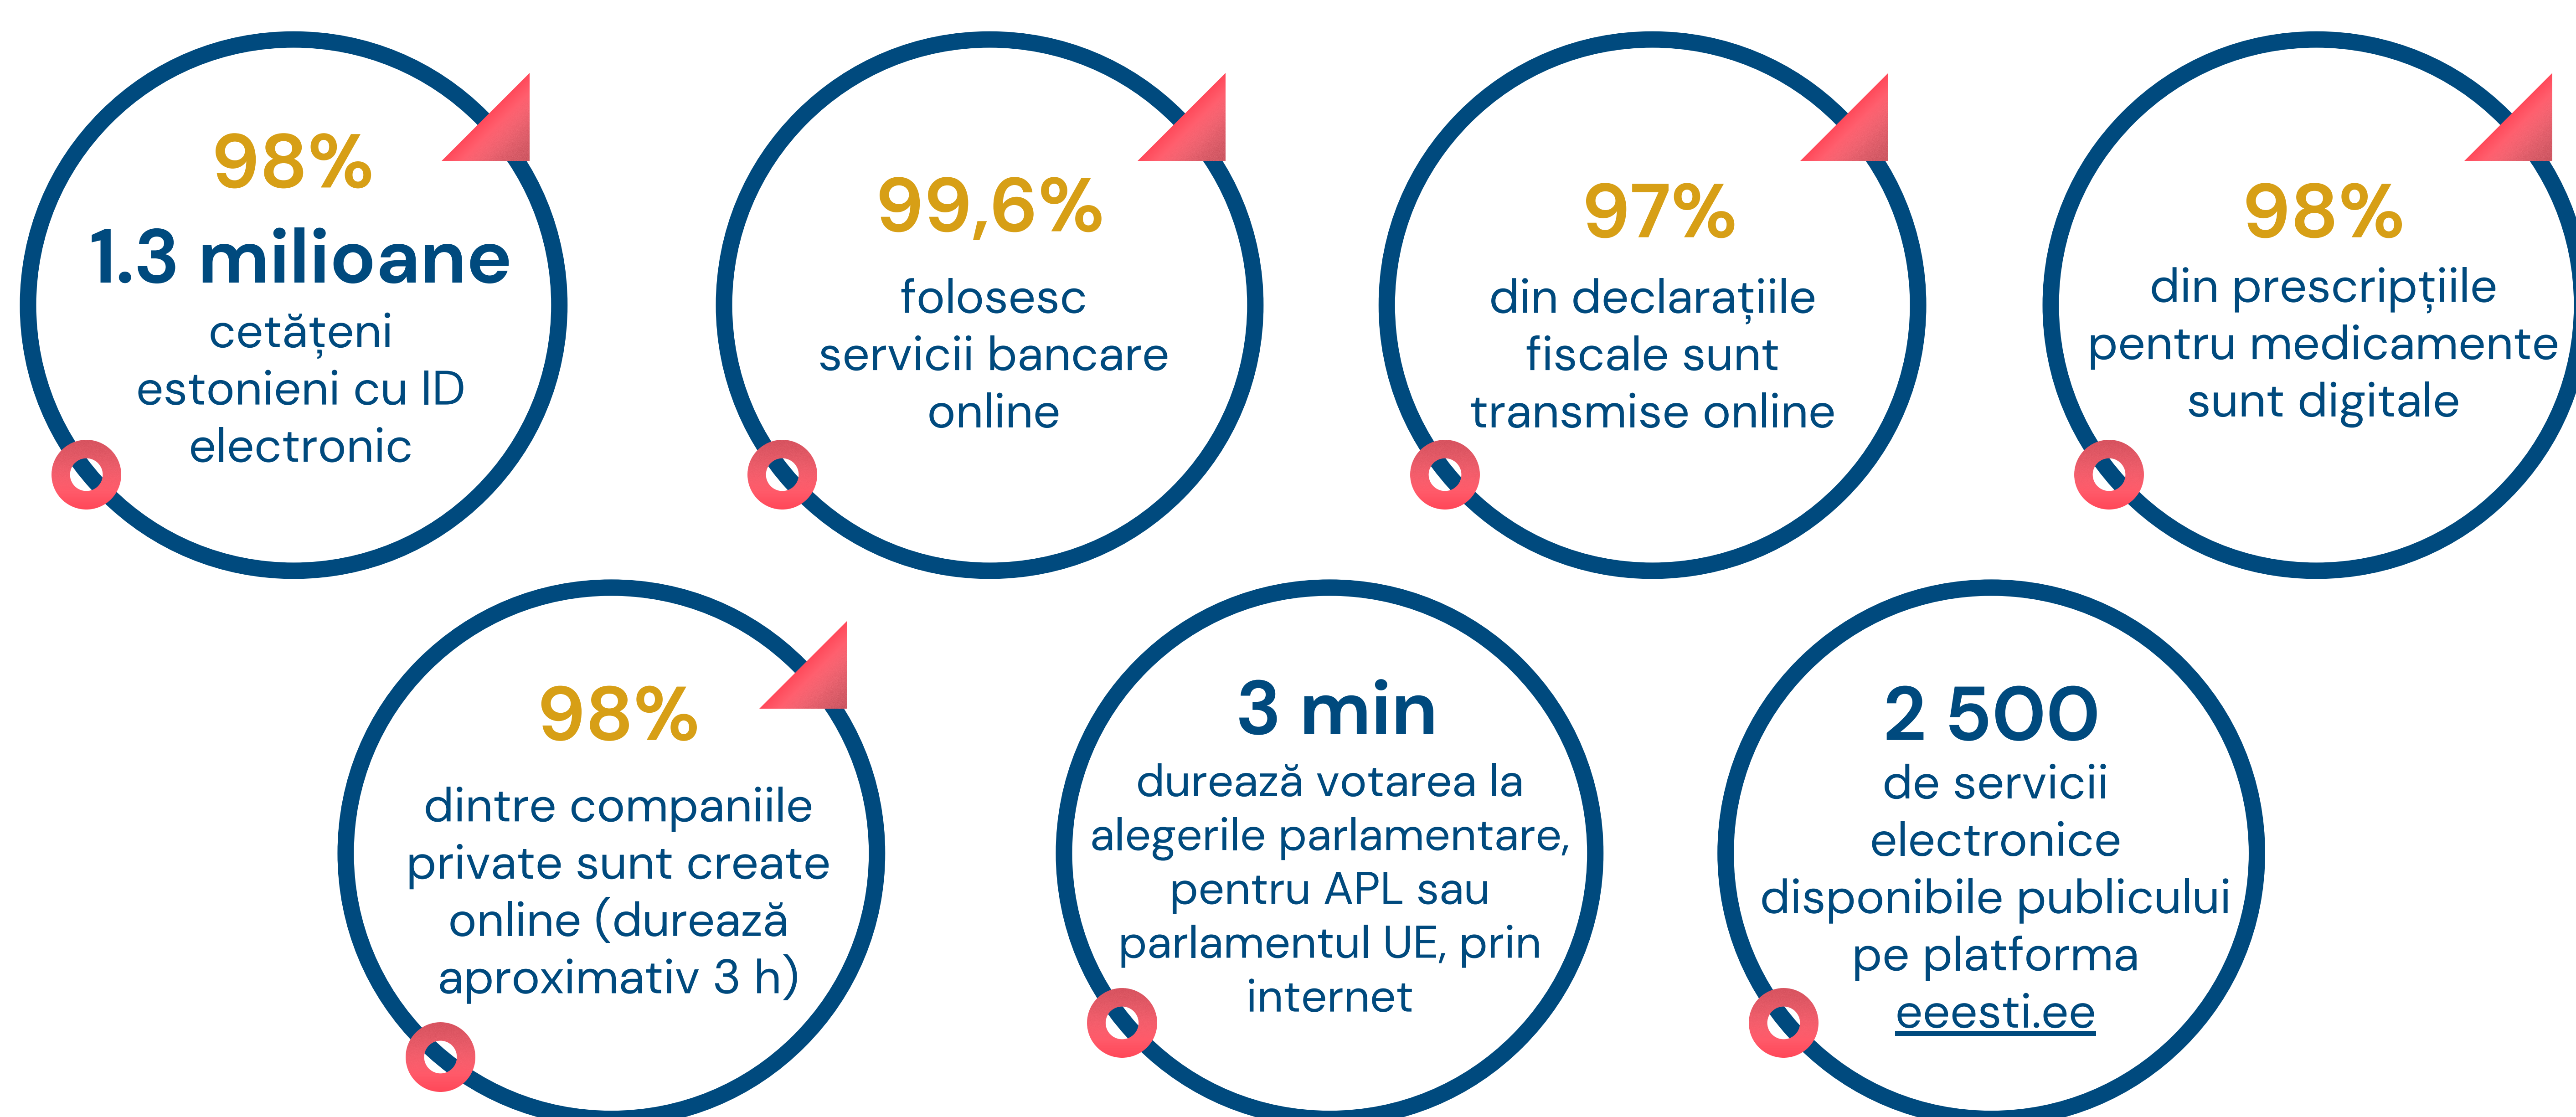 98%
1.3 milioane
cetățeni
estonieni cu ID
electronic
99,6%
folosesc
servicii bancare
online
97%
din declarațiile
fiscale sunt
transmise online
98%
din prescripțiile
pentru medicamente
sunt digitale
98%
dintre companiile
private sunt create
online (durează
aproximativ 3 h)
3 min
durează votarea la
alegerile parlamentare,
pentru APL sau
parlamentul UE, prin
internet
2 500
de servicii
electronice
disponibile publicului
pe platforma
eeesti.ee